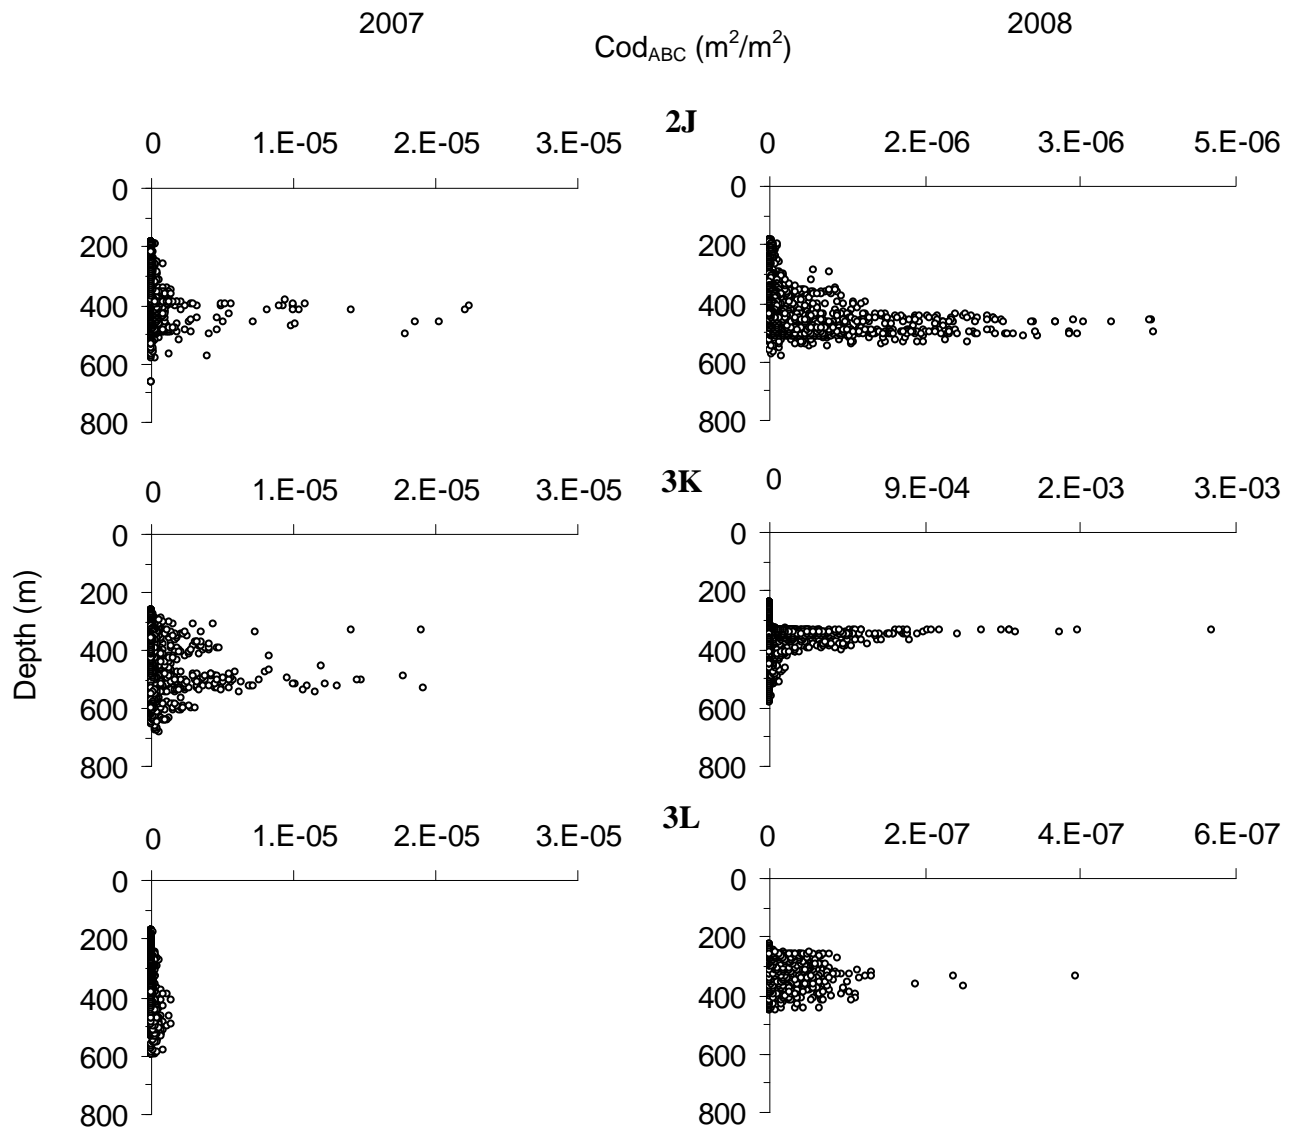 2007 2008
Cod_ABC (m²/m²)
2J
0 1.E-05 2.E-05 3.E-05 0 2.E-06 3.E-06 5.E-06
0 0
200 200
400 400
600 600
800 800
3K
0 1.E-05 2.E-05 3.E-05 0 9.E-04 2.E-03 3.E-03
0 0
200 200
400 400
600 600
800 800
Depth (m)
3L
0 1.E-05 2.E-05 3.E-05 0 2.E-07 4.E-07 6.E-07
0 0
200 200
400 400
600 600
800 800